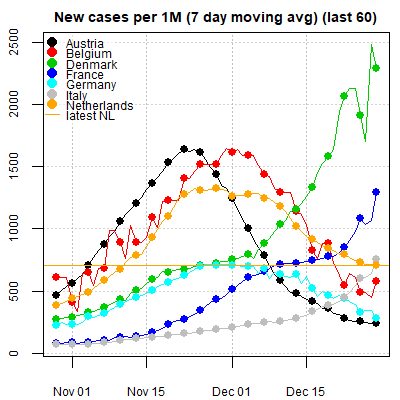 New cases per 1M (7 day moving avg) (last 60)
2500
2000
1500
1000
500
0
Austria
Belgium
Denmark
France
Germany
Italy
Netherlands
latest NL
Nov 01 Nov 15 Dec 01 Dec 15